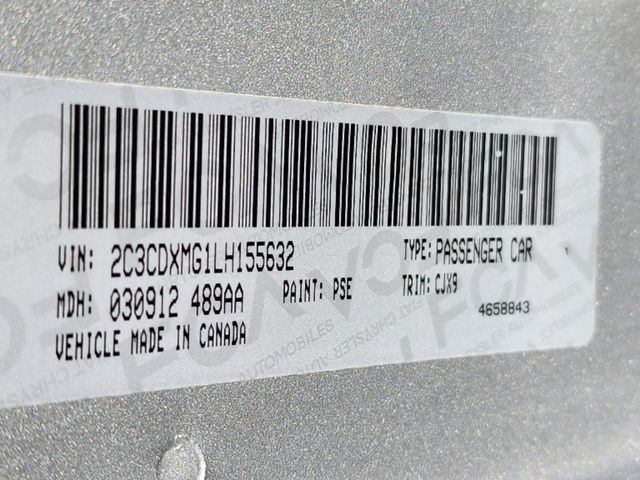 VIN: 2C3CDXMG1LH155632 TYPE: PASSENGER CAR
MDH: 030912 489AA PAINT: PSE TRIM: CJX9
VEHICLE MADE IN CANADA 4658843